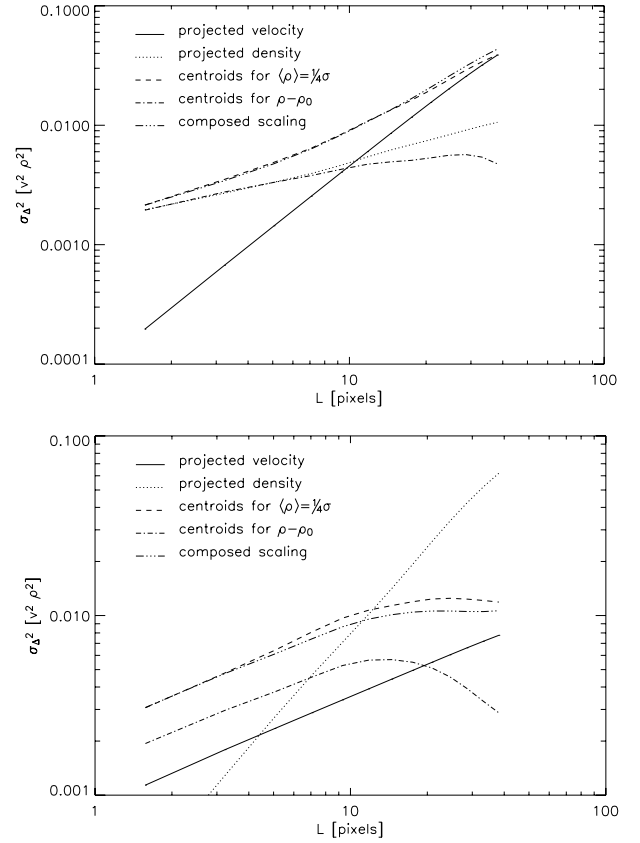 0.1000
projected velocity
projected density
centroids for ⟨ρ⟩=¼σ
centroids for ρ−ρ₀
composed scaling
0.0100
σ_Δ² [v² ρ²]
0.0010
0.0001
1 10 100
L [pixels]
0.100
projected velocity
projected density
centroids for ⟨ρ⟩=¼σ
centroids for ρ−ρ₀
composed scaling
0.010
σ_Δ² [v² ρ²]
0.001
1 10 100
L [pixels]